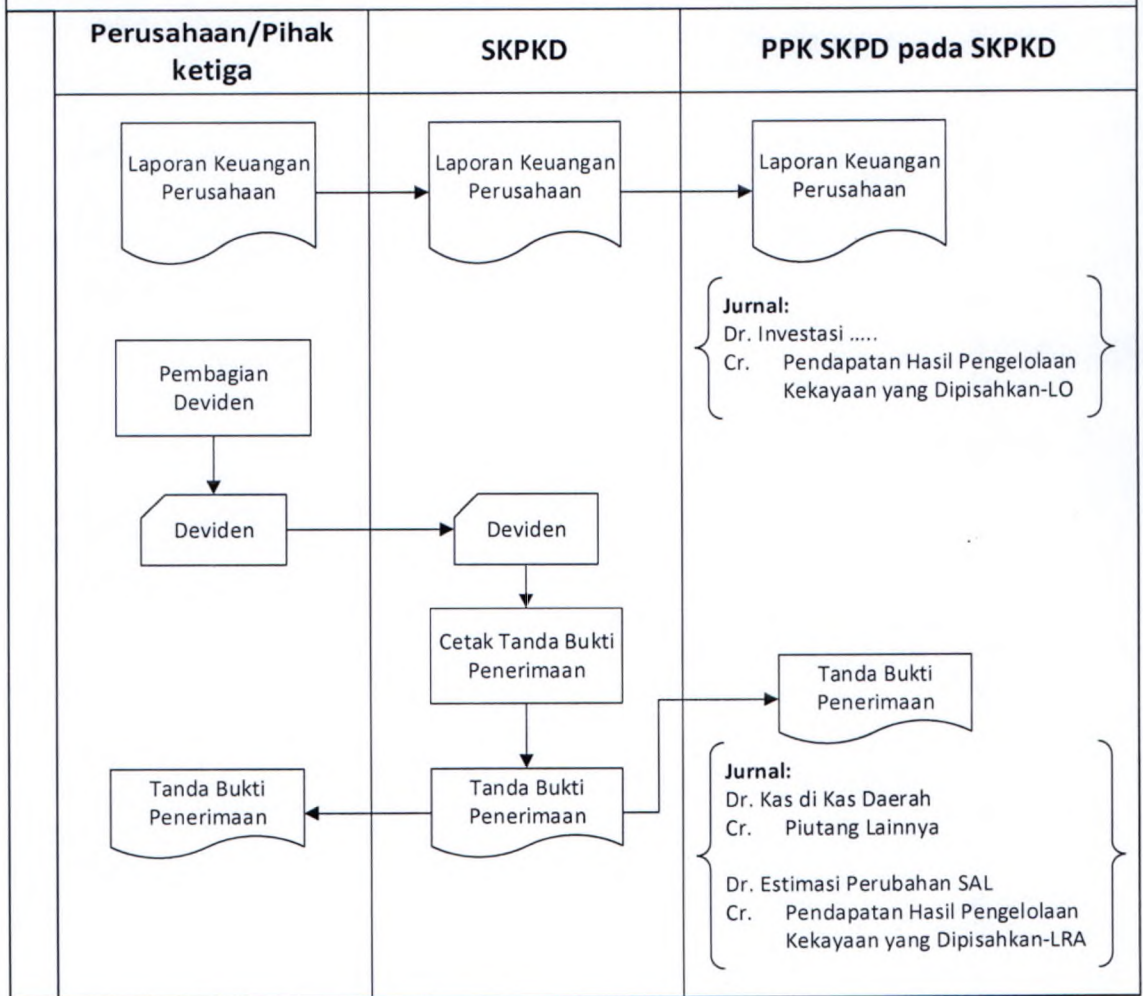 Perusahaan/Pihak
ketiga
SKPKD
PPK SKPD pada SKPKD
Laporan Keuangan
Perusahaan
Laporan Keuangan
Perusahaan
Laporan Keuangan
Perusahaan
Jurnal:
Dr. Investasi .....
Cr. Pendapatan Hasil Pengelolaan
Kekayaan yang Dipisahkan-LO
Pembagian
Deviden
Deviden
Deviden
Cetak Tanda Bukti
Penerimaan
Tanda Bukti
Penerimaan
Tanda Bukti
Penerimaan
Tanda Bukti
Penerimaan
Jurnal:
Dr. Kas di Kas Daerah
Cr. Piutang Lainnya
Dr. Estimasi Perubahan SAL
Cr. Pendapatan Hasil Pengelolaan
Kekayaan yang Dipisahkan-LRA